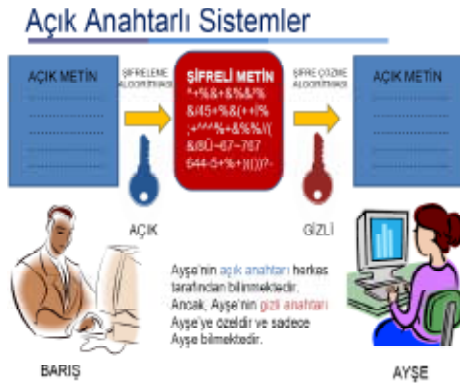 Açık Anahtarlı Sistemler
AÇIK METİN
ŞİFRELEME
ALGORİTMASI
ŞİFRELİ METİN
ŞİFRE ÇÖZME
ALGORİTMASI
AÇIK METİN
AÇIK
GİZLİ
Ayşe'nin açık anahtarı herkes
tarafından bilinmektedir.
Ancak, Ayşe'nin gizli anahtarı
Ayşe'ye özeldir ve sadece
Ayşe bilmektedir.
BARIŞ
AYŞE